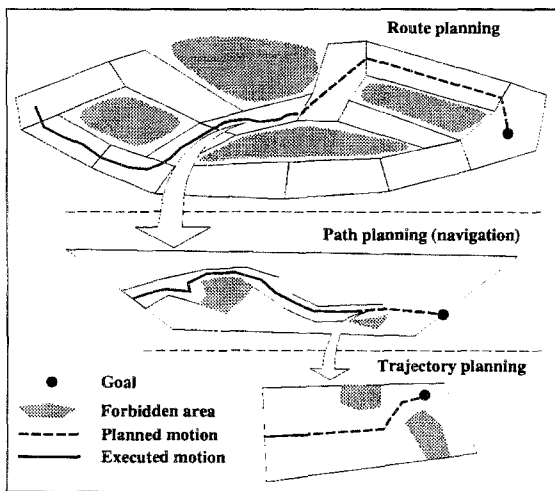 Route planning
Path planning (navigation)
Trajectory planning
Goal
Forbidden area
Planned motion
Executed motion